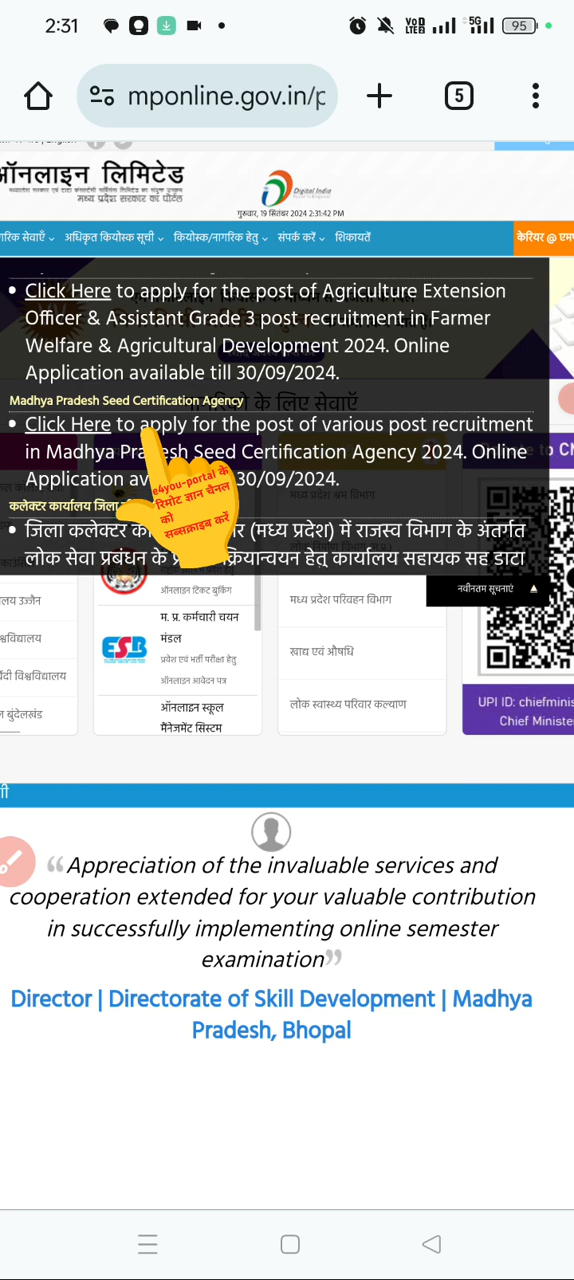 2:31
VoD LTE2
5G
95
mponline.gov.in/p
5
| English
ऑनलाइन लिमिटेड
मध्य प्रदेश सरकार का पोर्टल
Digital India
गुरुवार, 19 सितंबर 2024 2:31:42 PM
गरिक सेवाएँ
अधिकृत कियोस्क सूची
कियोस्क/नागरिक हेतु
संपर्क करें
शिकायतें
केरियर @ एमप
Click Here to apply for the post of Agriculture Extension
Officer & Assistant Grade 3 post recruitment in Farmer
Welfare & Agricultural Development 2024. Online
Application available till 30/09/2024.
Madhya Pradesh Seed Certification Agency
नागरिकों के लिए सेवाएँ
Click Here to apply for the post of various post recruitment
in Madhya Pradesh Seed Certification Agency 2024. Online
Application av 30/09/2024.
e4you-portal के
रिमोट ज्ञान चैनल
को
सब्सक्राइब करें
कलेक्टर कार्यालय जिला
जिला कलेक्टर का र (मध्य प्रदेश) में राजस्व विभाग के अंतर्गत
लोक सेवा प्रबंधन के क्रियान्वयन हेतु कार्यालय सहायक सह डाटा
मध्य प्रदेश श्रम विभाग
नवीनतम सूचनाएं
ऑनलाइन टिकट बुकिंग
लय उज्जैन
म. प्र. कर्मचारी चयन
मंडल
प्रवेश एवं भर्ती परीक्षा हेतु
ऑनलाइन आवेदन पत्र
ESB
ऑनलाइन स्कूल
मैंनेजमेंट सिस्टम
मध्य प्रदेश परिवहन विभाग
खाद्य एवं औषधि
लोक स्वास्थ्य परिवार कल्याण
श्वविद्यालय
दी विश्वविद्यालय
न बुंदेलखंड
UPI ID: chiefminis
Chief Ministe
गी
“Appreciation of the invaluable services and
cooperation extended for your valuable contribution
in successfully implementing online semester
examination”
Director | Directorate of Skill Development | Madhya
Pradesh, Bhopal